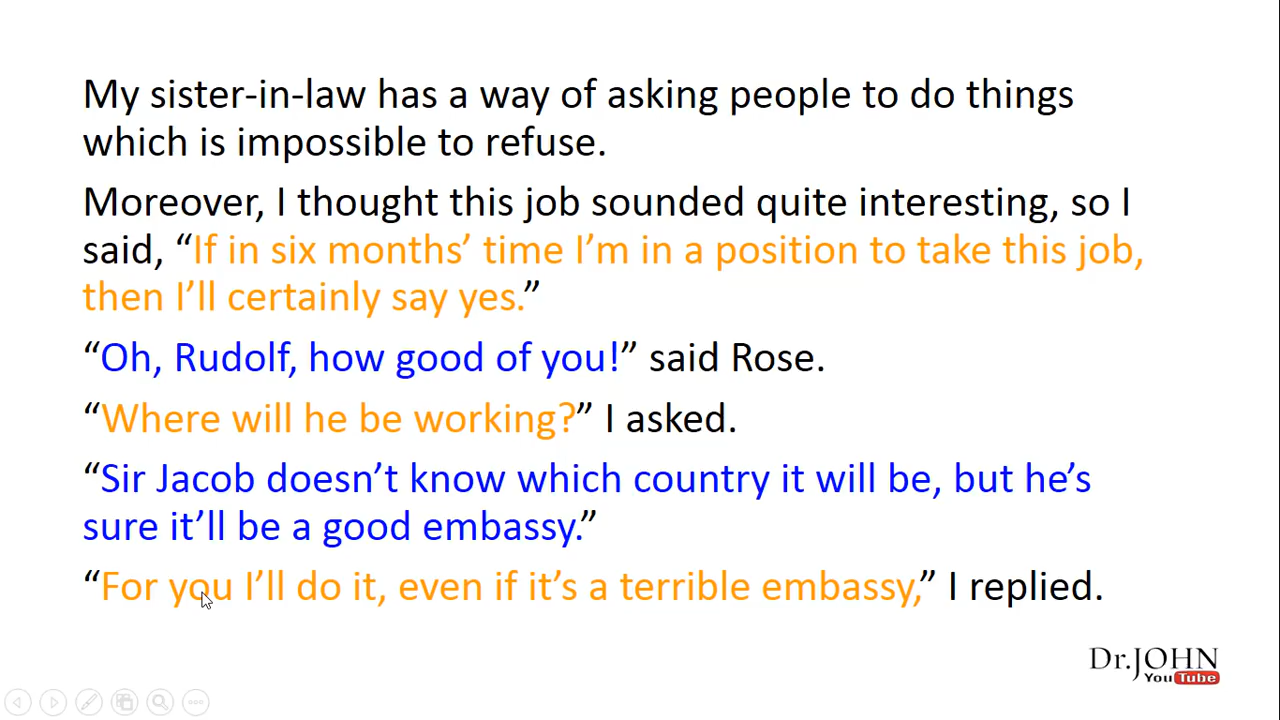 My sister-in-law has a way of asking people to do things
which is impossible to refuse.
Moreover, I thought this job sounded quite interesting, so I
said, “If in six months’ time I’m in a position to take this job,
then I’ll certainly say yes.”
“Oh, Rudolf, how good of you!” said Rose.
“Where will he be working?” I asked.
“Sir Jacob doesn’t know which country it will be, but he’s
sure it’ll be a good embassy.”
“For you I’ll do it, even if it’s a terrible embassy,” I replied.
Dr.JOHN
YouTube